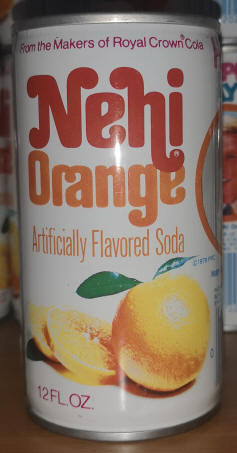 From the Makers of Royal Crown Cola
Nehi®
Orange
Artificially Flavored Soda
12 FL. OZ.